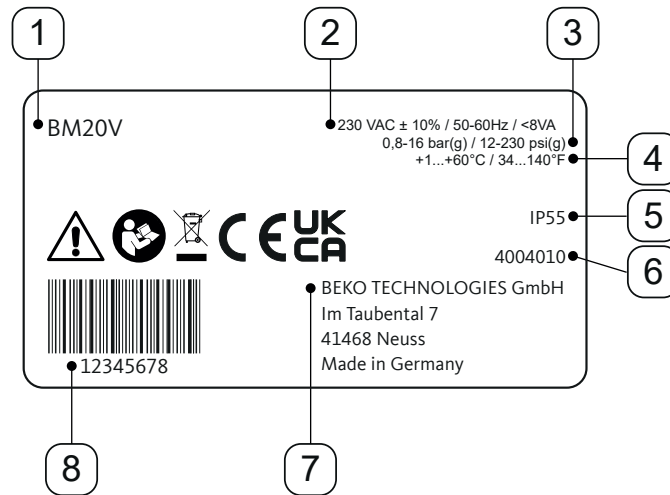 1 2 3
BM20V
230 VAC ± 10% / 50-60Hz / <8VA
0,8-16 bar(g) / 12-230 psi(g)
+1...+60°C / 34...140°F
4
IP55
5
4004010
6
CE UK CA
BEKO TECHNOLOGIES GmbH
Im Taubental 7
41468 Neuss
Made in Germany
12345678
8 7